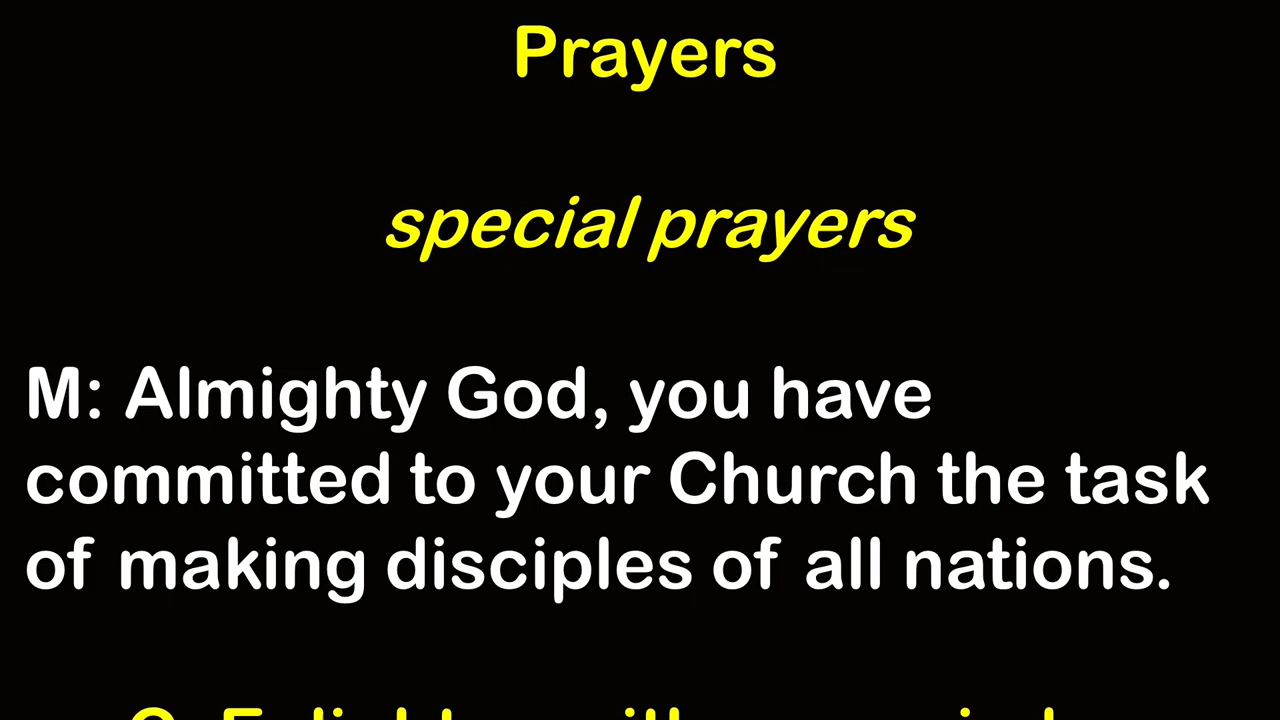 Prayers
special prayers
M: Almighty God, you have
committed to your Church the task
of making disciples of all nations.